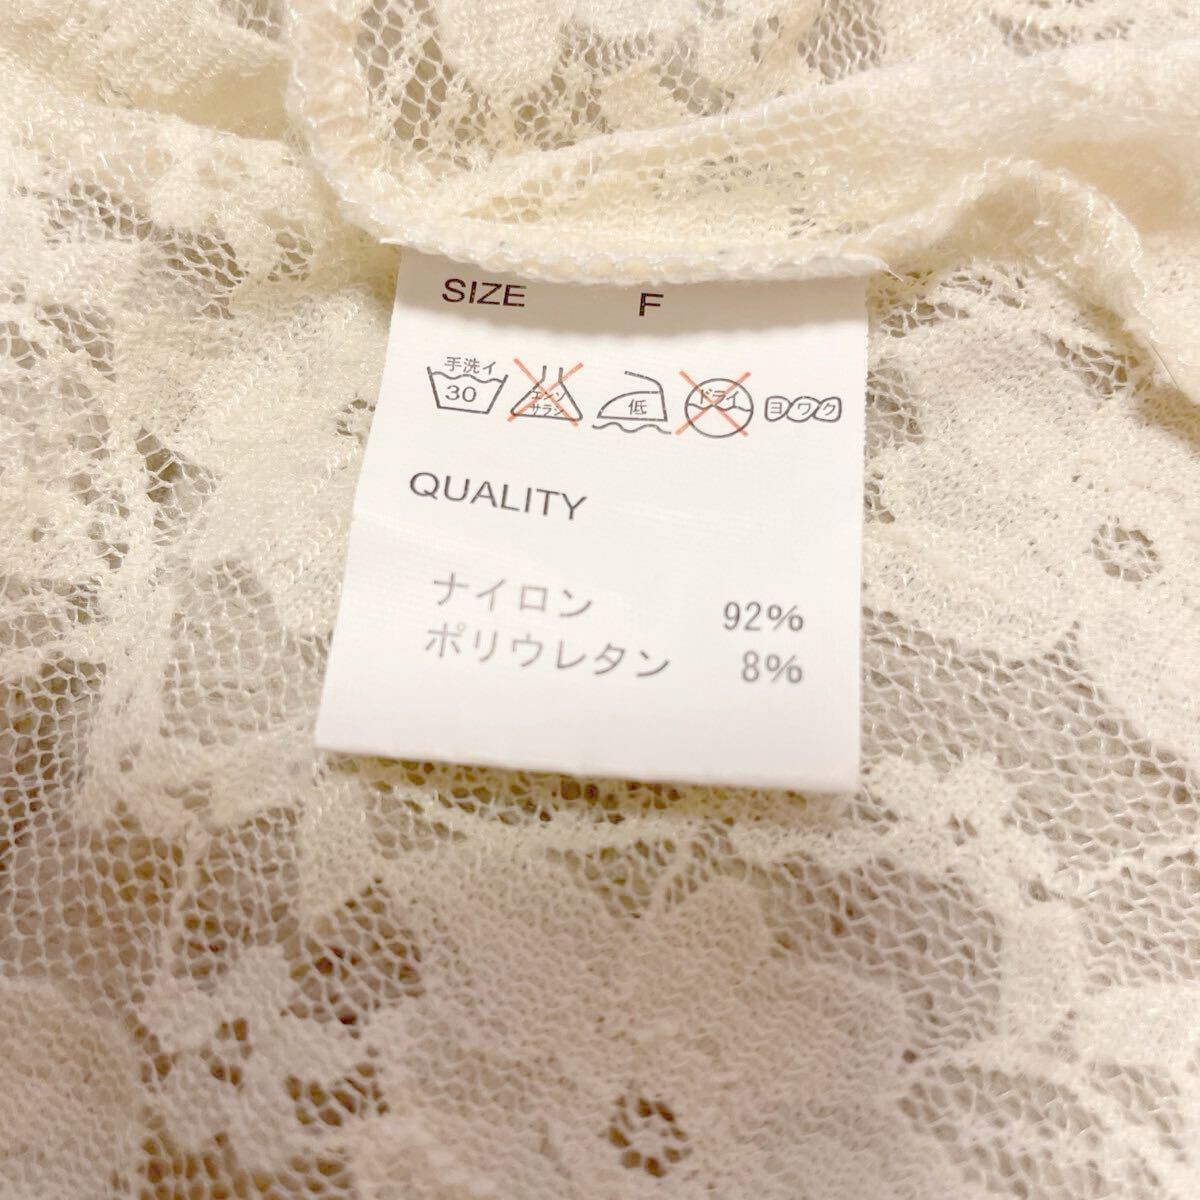 SIZE F
手洗イ
30 エンソ サラシ 低 ドライ ヨワク
QUALITY
ナイロン 92%
ポリウレタン 8%